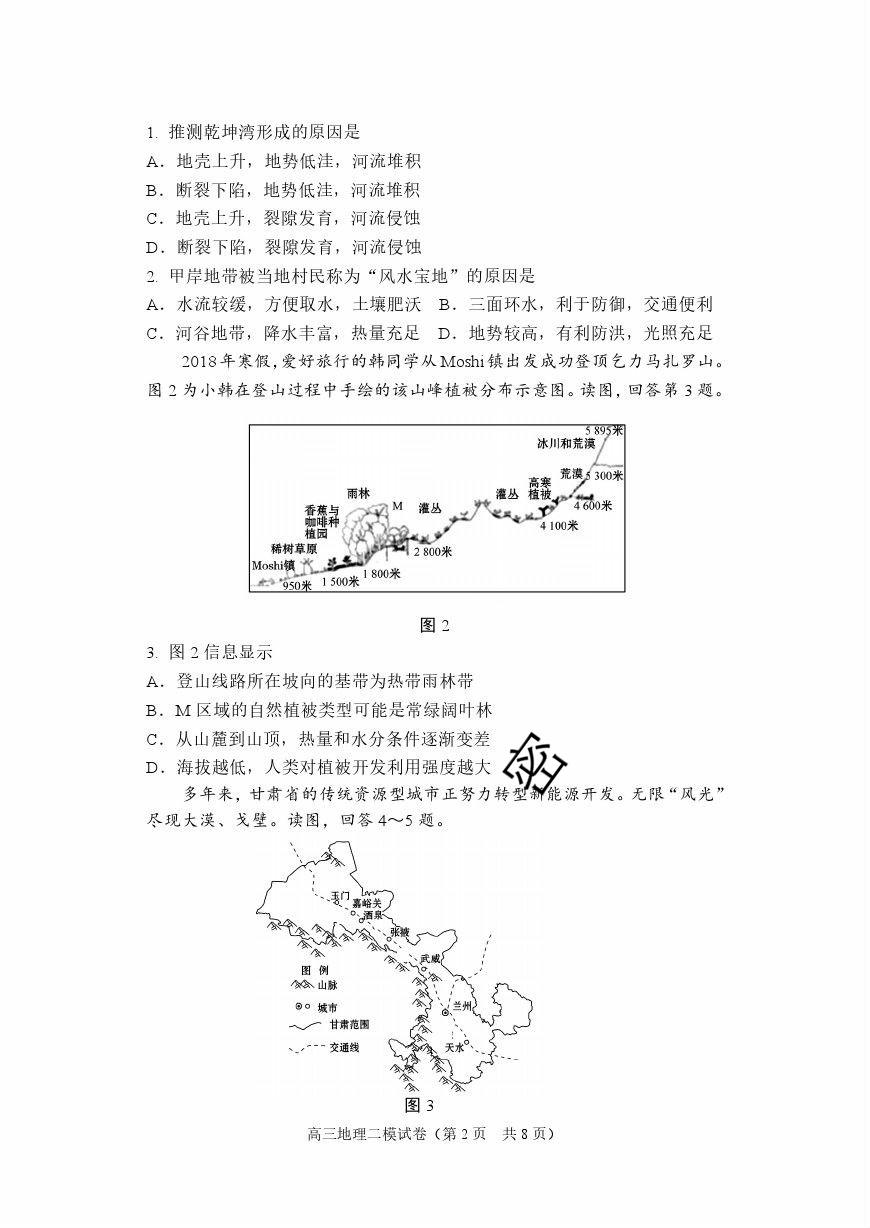 1. 推测乾坤湾形成的原因是
A．地壳上升，地势低洼，河流堆积
B．断裂下陷，地势低洼，河流堆积
C．地壳上升，裂隙发育，河流侵蚀
D．断裂下陷，裂隙发育，河流侵蚀
2. 甲岸地带被当地村民称为“风水宝地”的原因是
A．水流较缓，方便取水，土壤肥沃 B．三面环水，利于防御，交通便利
C．河谷地带，降水丰富，热量充足 D．地势较高，有利防洪，光照充足
2018年寒假，爱好旅行的韩同学从Moshi镇出发成功登顶乞力马扎罗山。
图 2 为小韩在登山过程中手绘的该山峰植被分布示意图。读图，回答第 3 题。
5 895米
冰川和荒漠
荒漠 5 300米
高寒
植被
灌丛
4 600米
4 100米
雨林
M 灌丛
香蕉与
咖啡种
植园
稀树草原
2 800米
Moshi镇
1 800米
1 500米
950米
图 2
3. 图 2 信息显示
A．登山线路所在坡向的基带为热带雨林带
B．M 区域的自然植被类型可能是常绿阔叶林
C．从山麓到山顶，热量和水分条件逐渐变差
D．海拔越低，人类对植被开发利用强度越大
密
多年来，甘肃省的传统资源型城市正努力转型新能源开发。无限“风光”
尽现大漠、戈壁。读图，回答 4～5 题。
玉门
嘉峪关
酒泉
张掖
武威
兰州
天水
图 例
山脉
城市
甘肃范围
交通线
图 3
高三地理二模试卷（第 2 页 共 8 页）